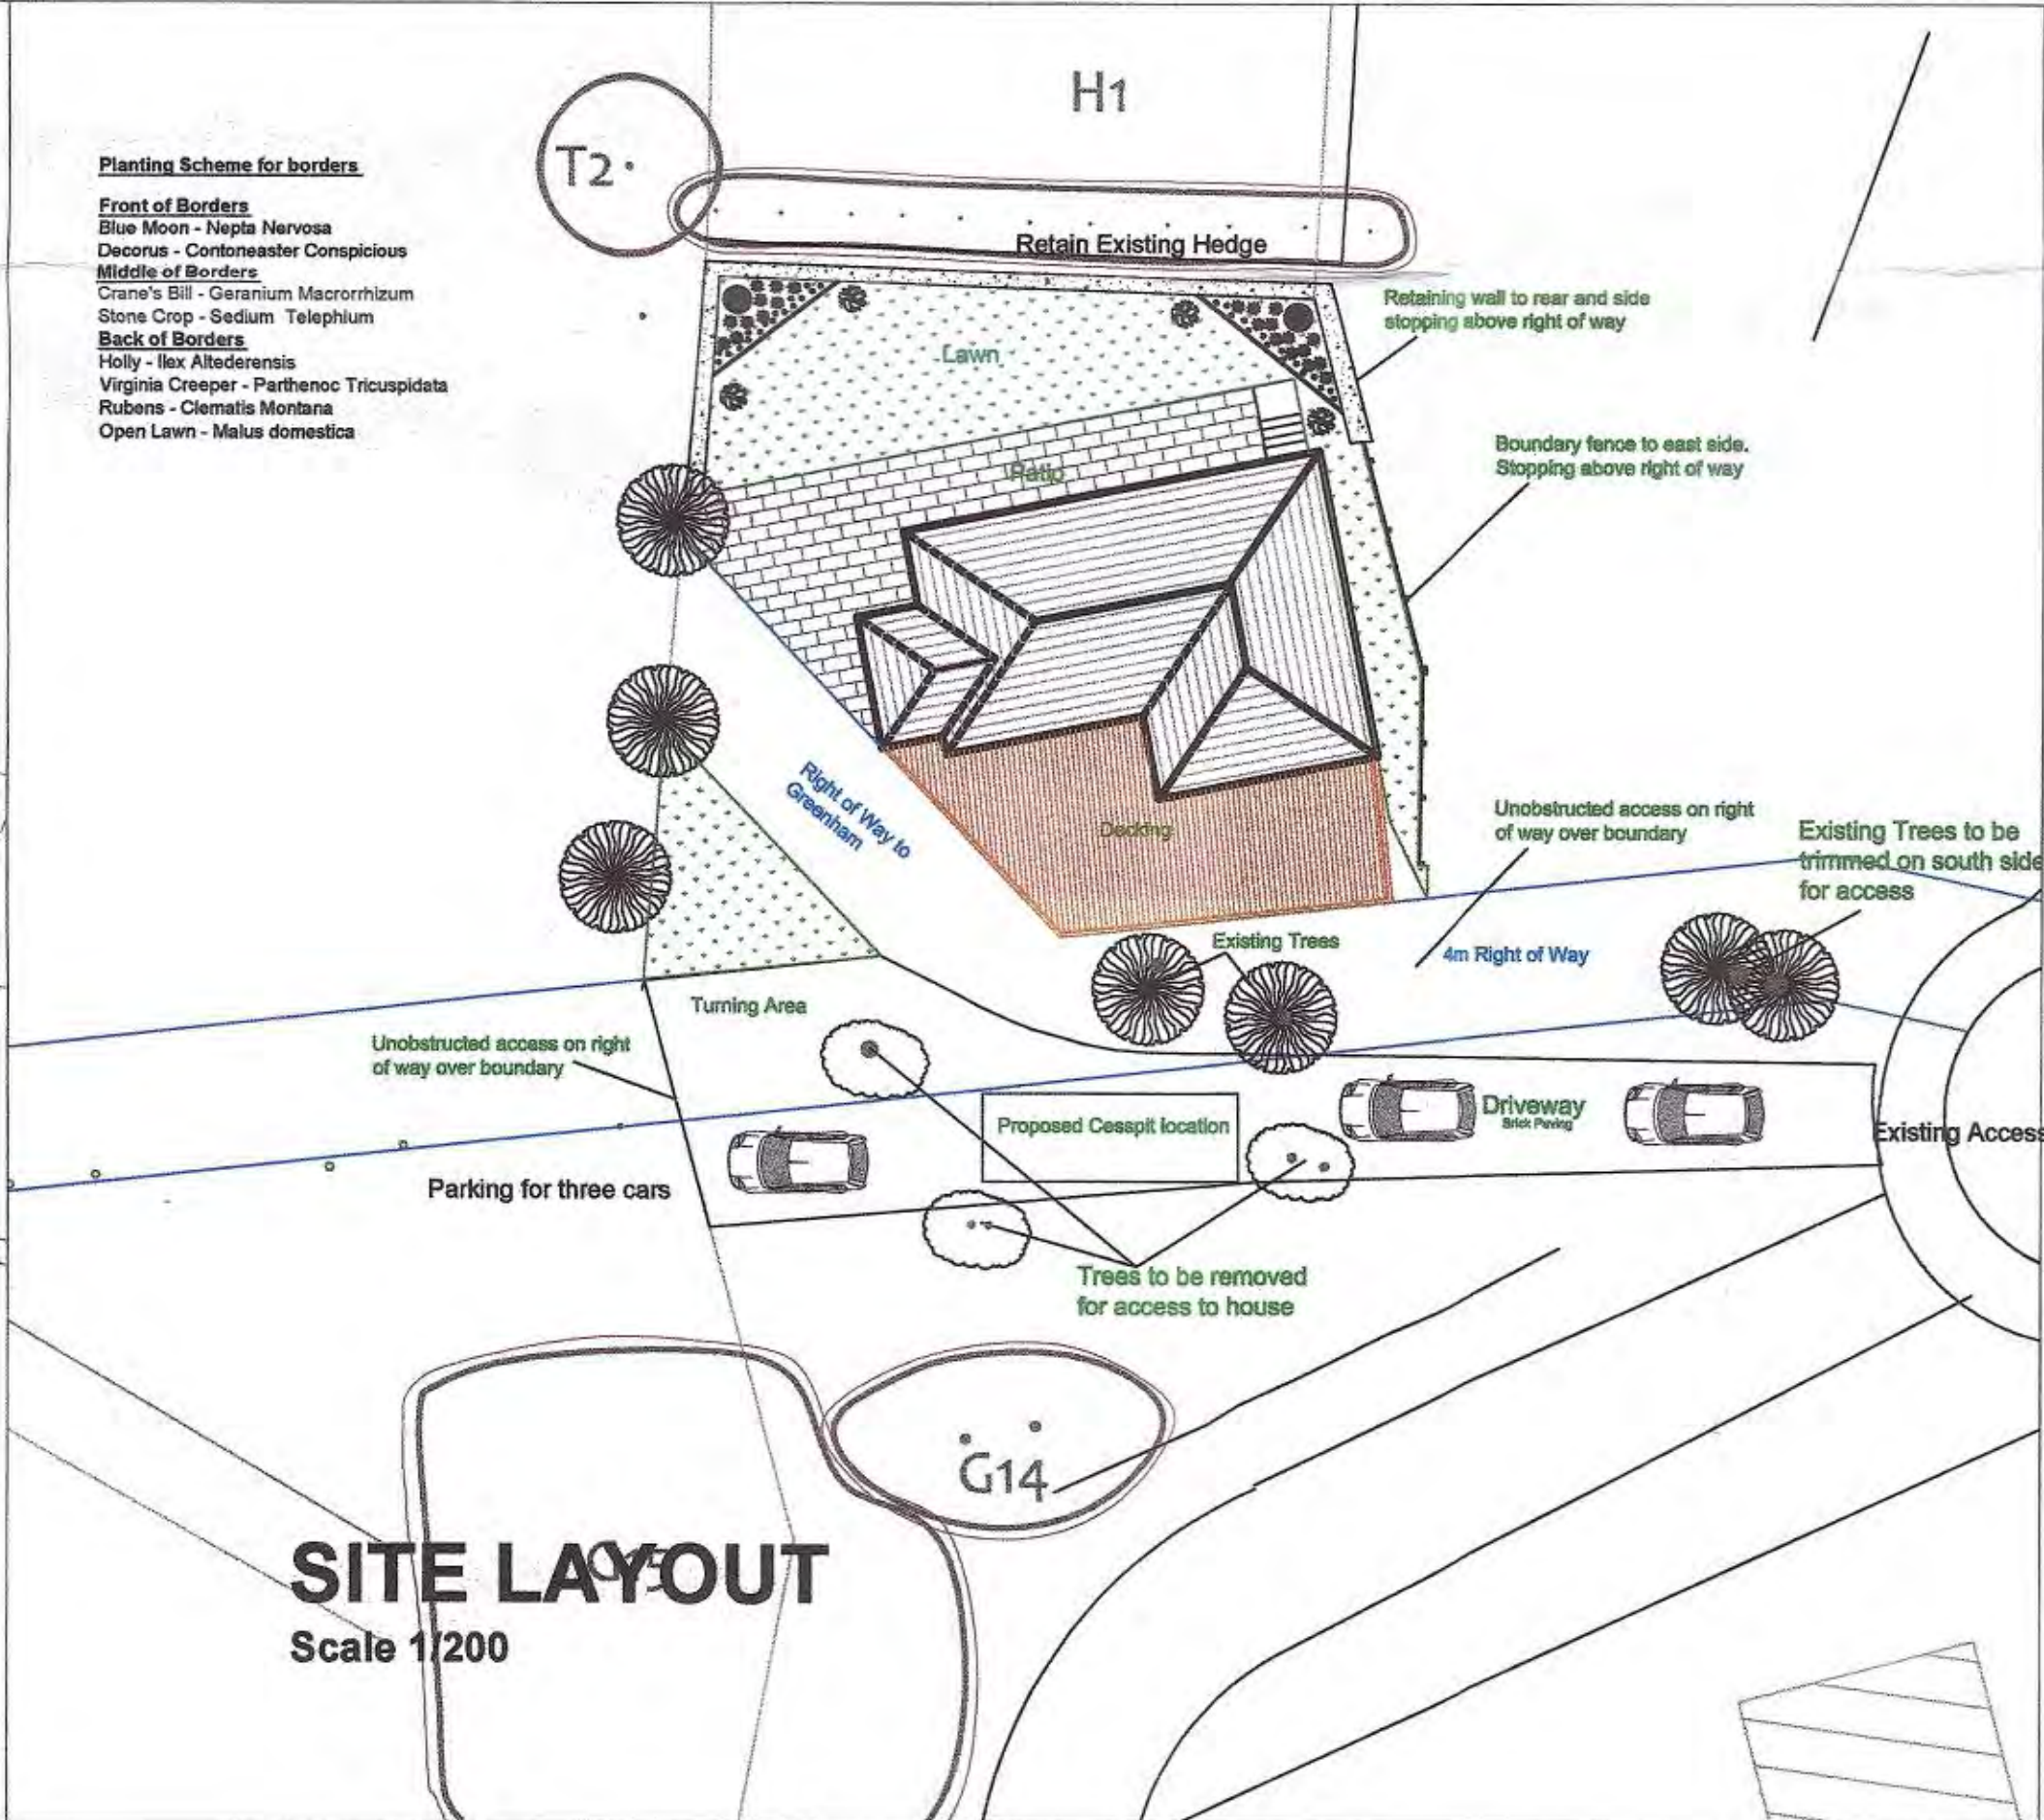 H1
T2
Planting Scheme for borders
Front of Borders
Blue Moon - Nepta Nervosa
Decorus - Contoneaster Conspicious
Middle of Borders
Crane's Bill - Geranium Macrorrhizum
Stone Crop - Sedium Telephium
Back of Borders
Holly - Ilex Altederensis
Virginia Creeper - Parthenoc Tricuspidata
Rubens - Clematis Montana
Open Lawn - Malus domestica
Retain Existing Hedge
Retaining wall to rear and side
stopping above right of way
Lawn
Boundary fence to east side.
Stopping above right of way
Patio
Right of Way to
Greenham
Decking
Unobstructed access on right
of way over boundary
Existing Trees to be
trimmed on south side
for access
Existing Trees
4m Right of Way
Turning Area
Unobstructed access on right
of way over boundary
Proposed Cesspit location
Driveway
Brick Paving
Existing Access
Parking for three cars
Trees to be removed
for access to house
G14
SITE LAYOUT
Scale 1/200